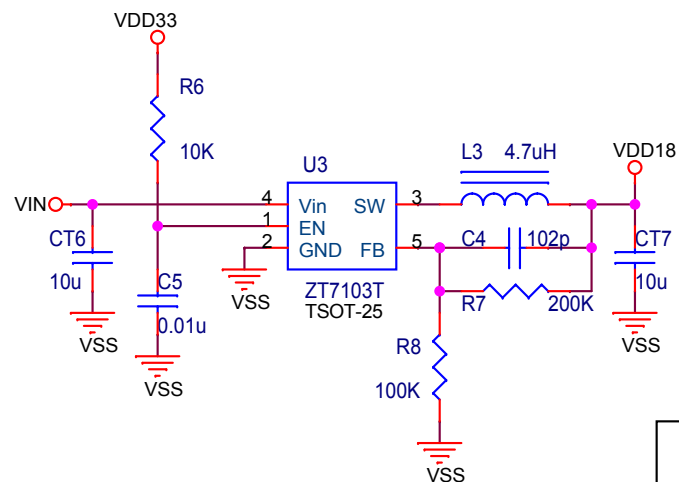 VDD33
R6
10K
U3
L3 4.7uH
VDD18
VIN
4 Vin SW 3
1 EN
2 GND FB 5
CT6
10u
C5
0.01u
VSS
VSS
VSS
ZT7103T
TSOT-25
C4 102p
R7 200K
CT7
10u
VSS
R8
100K
VSS